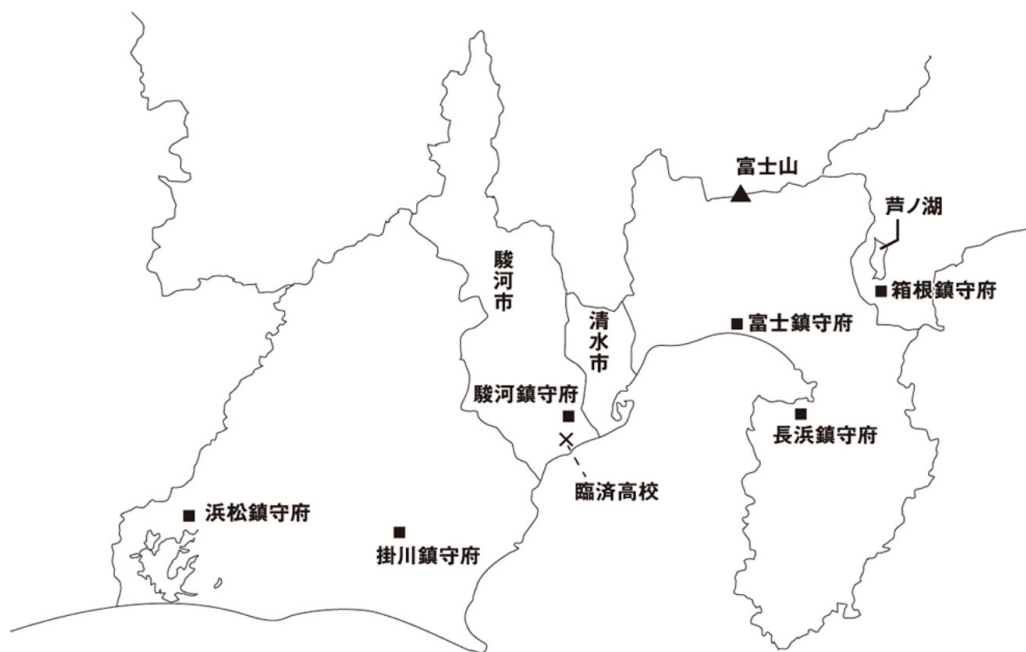 富士山
芦ノ湖
駿河市
箱根鎮守府
清水市
富士鎮守府
駿河鎮守府
長浜鎮守府
臨済高校
浜松鎮守府
掛川鎮守府